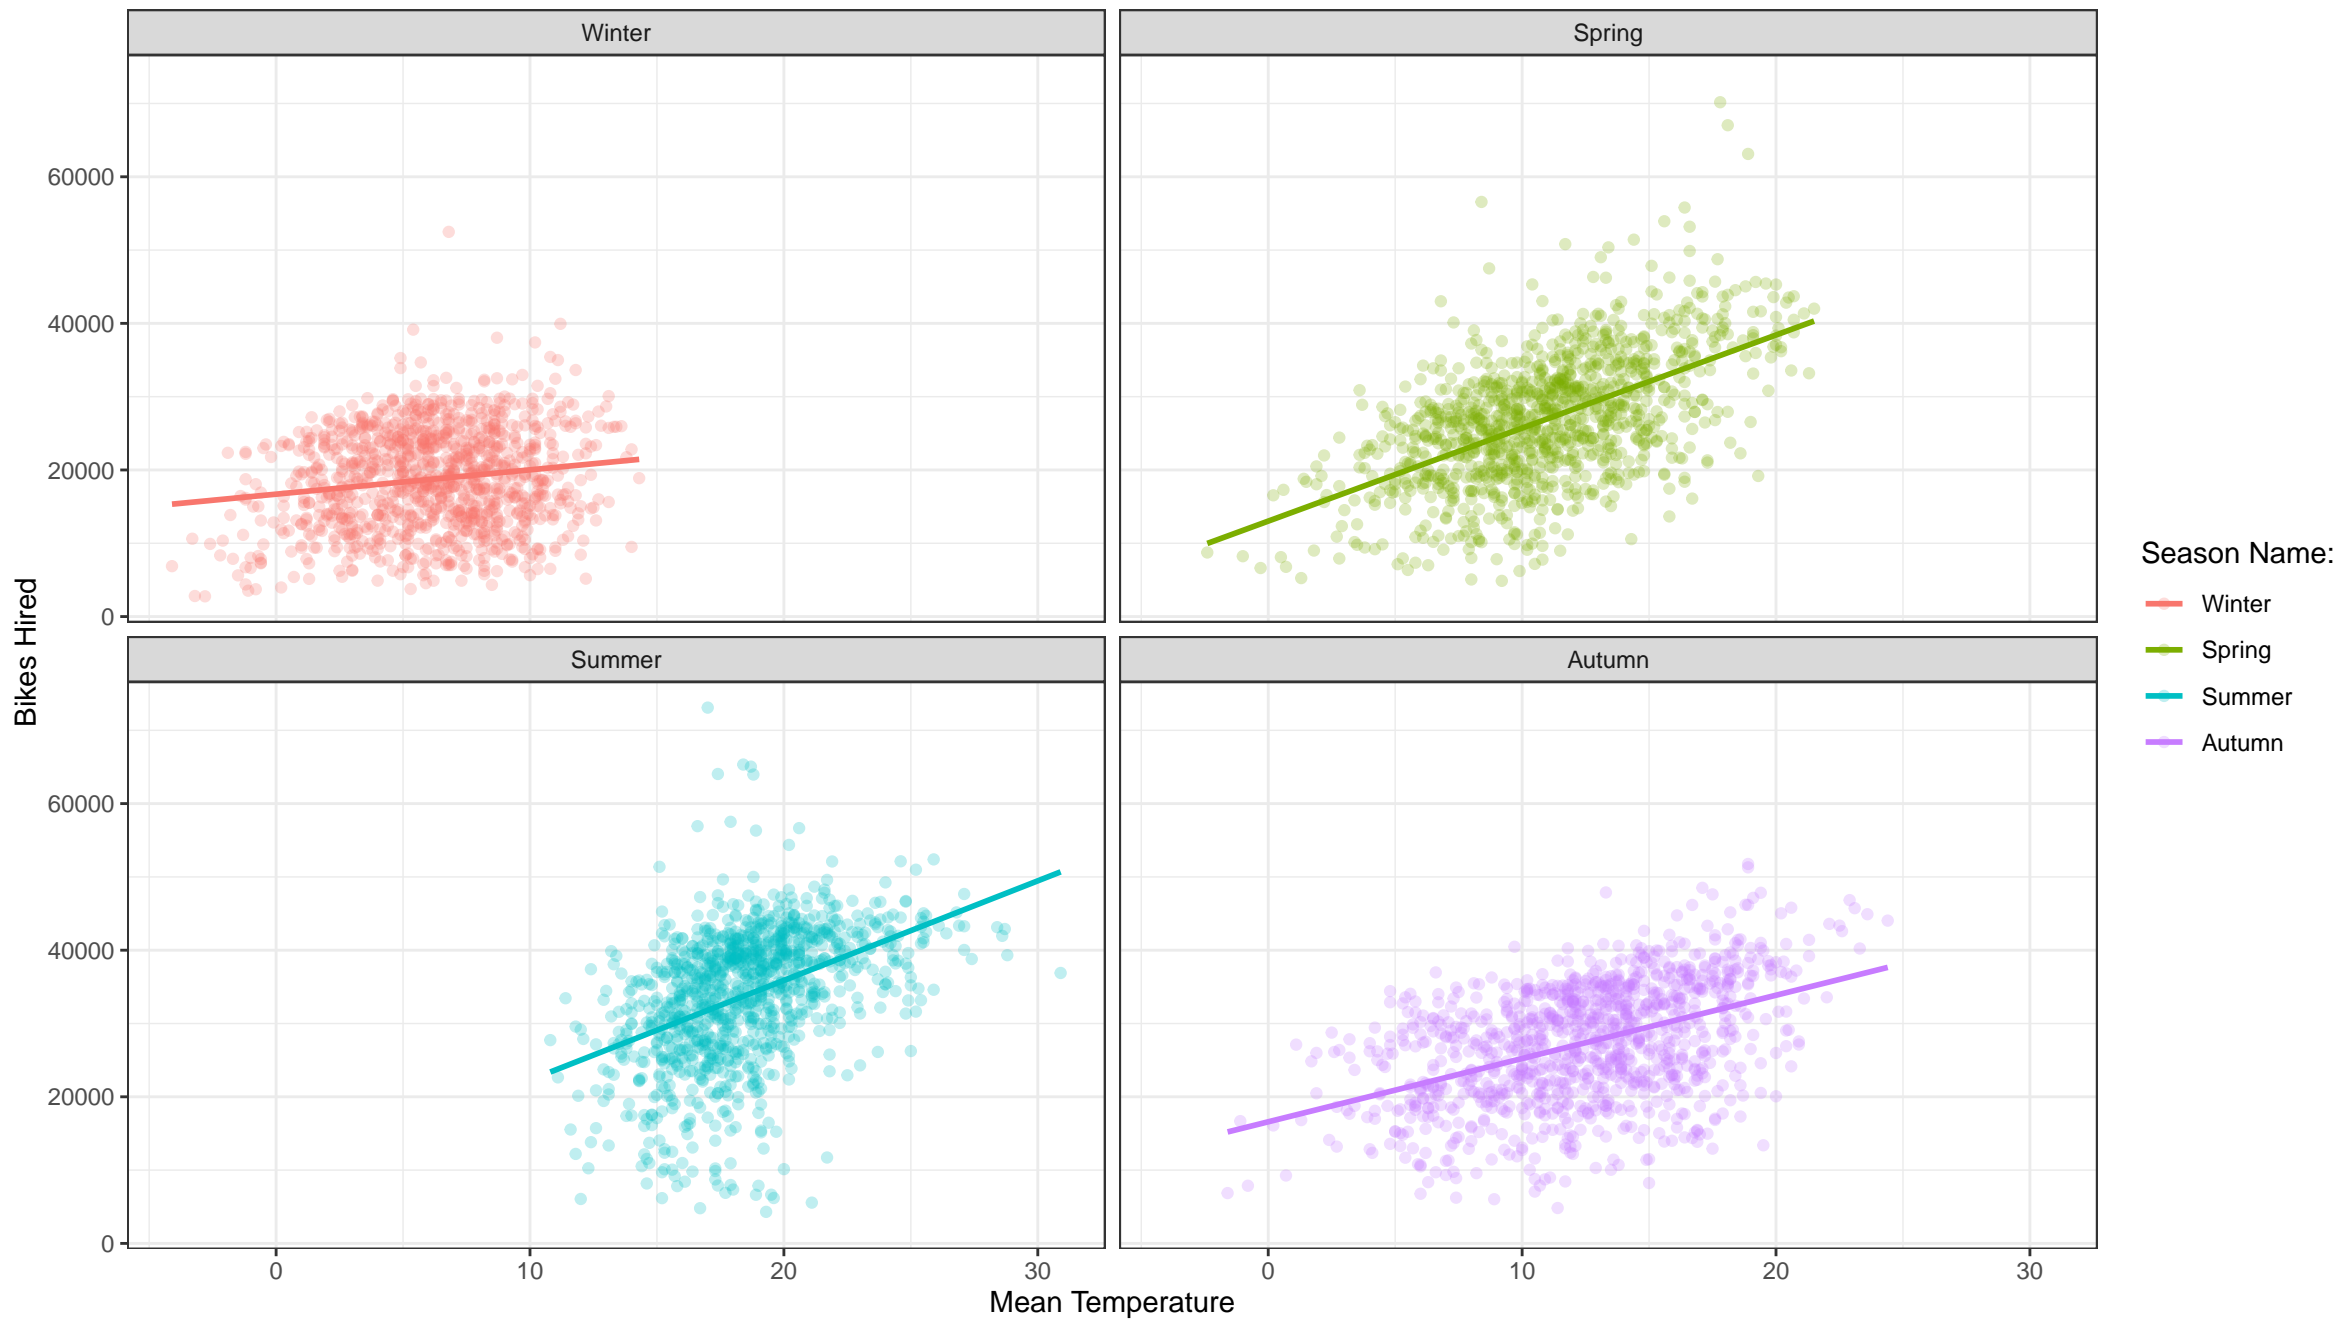 Winter
Spring
60000
40000
20000
0
Summer
Autumn
60000
40000
20000
0
0
10
20
30
0
10
20
30
Mean Temperature
Bikes Hired
Season Name:
Winter
Spring
Summer
Autumn